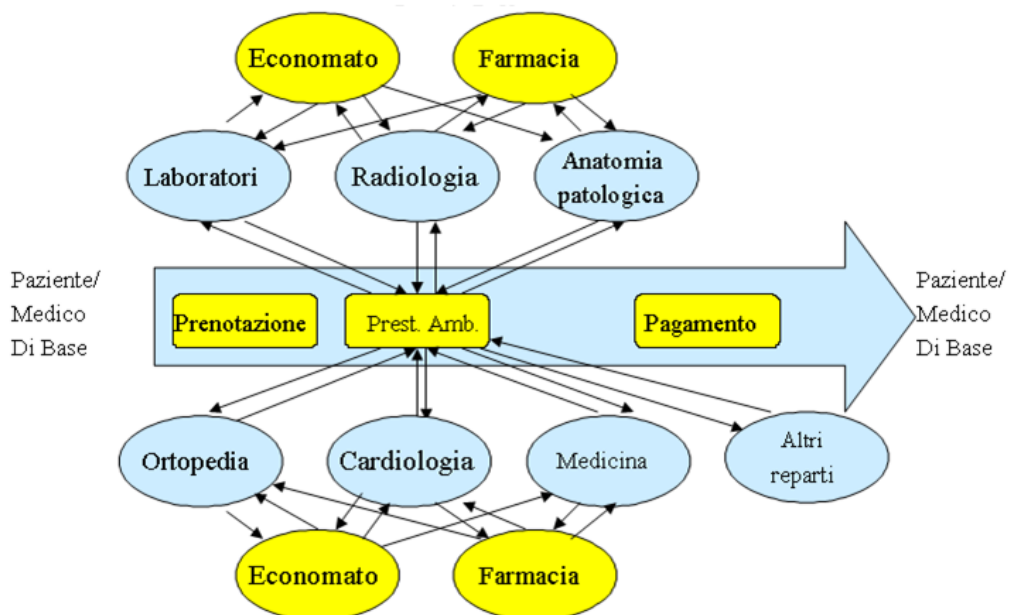 Economato
Farmacia
Laboratori
Radiologia
Anatomia
patologica
Paziente/
Medico
Di Base
Prenotazione
Prest. Amb.
Pagamento
Paziente/
Medico
Di Base
Ortopedia
Cardiologia
Medicina
Altri
reparti
Economato
Farmacia